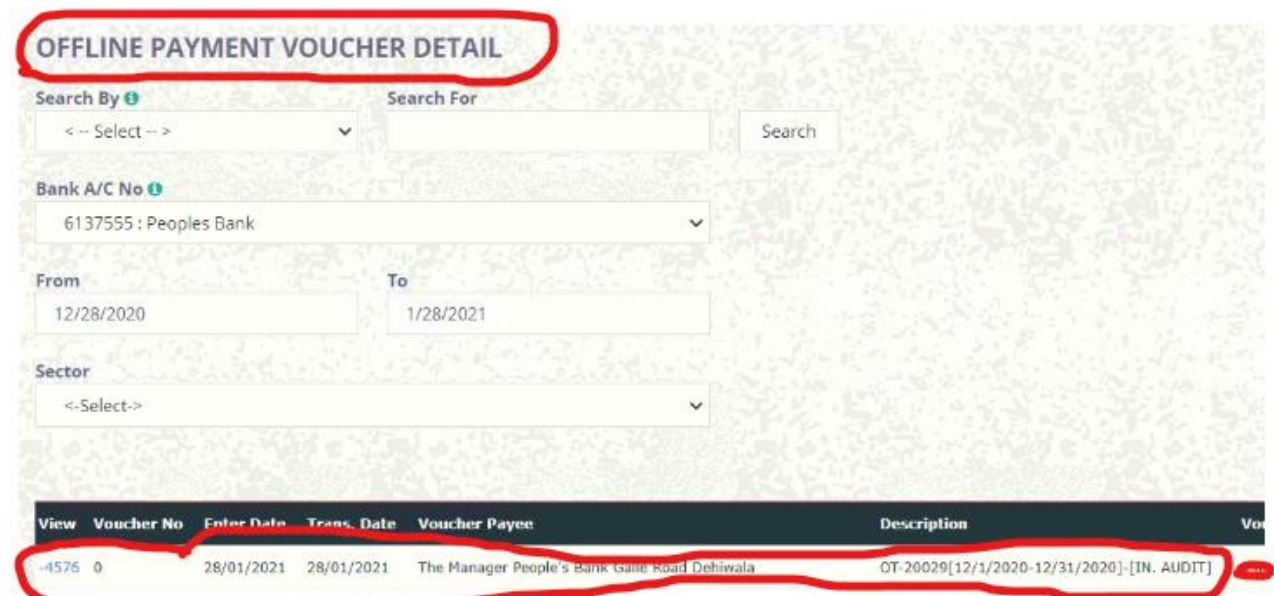 OFFLINE PAYMENT VOUCHER DETAIL
Search By Search For
< -- Select -- > Search
Bank A/C No
6137555 : Peoples Bank
From To
12/28/2020 1/28/2021
Sector
<-Select->
View Voucher No Enter Date Trans. Date Voucher Payee Description Vou
-4576 0 28/01/2021 28/01/2021 The Manager People's Bank Galle Road Dehiwala OT-20029[12/1/2020-12/31/2020]-[IN. AUDIT]